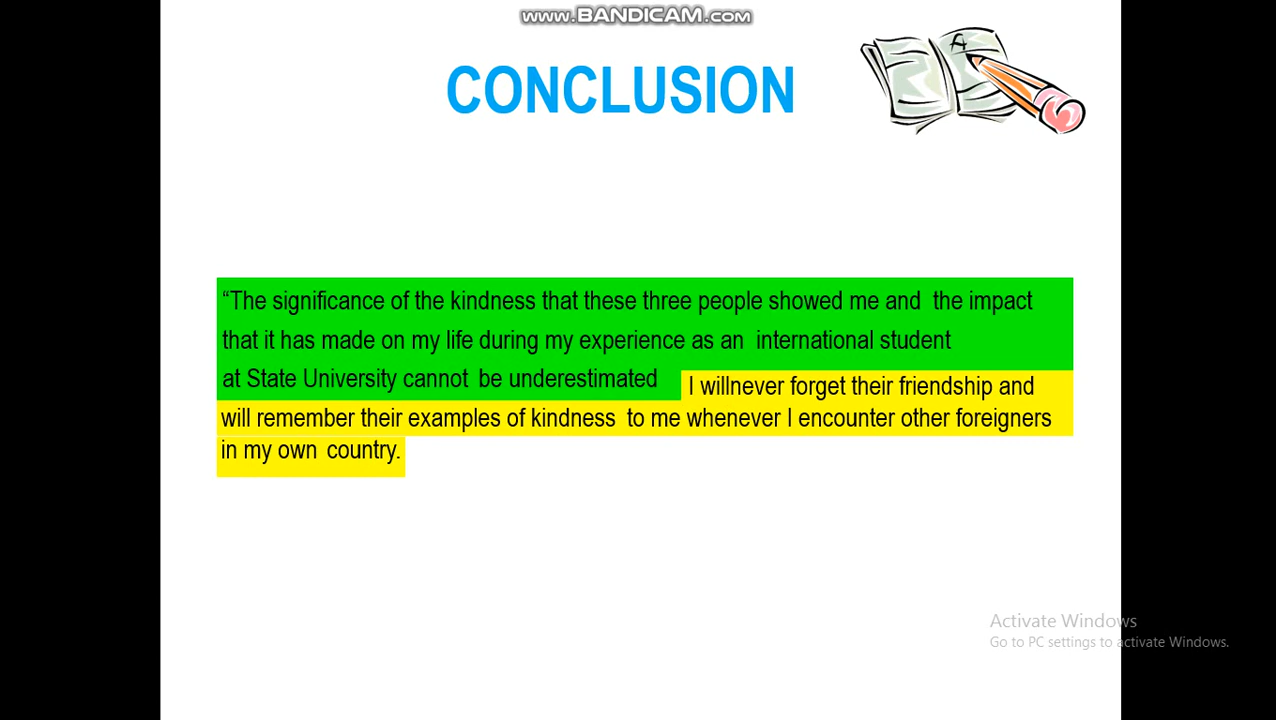 www.BANDICAM.com
CONCLUSION
A
“The significance of the kindness that these three people showed me and the impact
that it has made on my life during my experience as an international student
at State University cannot be underestimated
I willnever forget their friendship and
will remember their examples of kindness to me whenever I encounter other foreigners
in my own country.
Activate Windows
Go to PC settings to activate Windows.